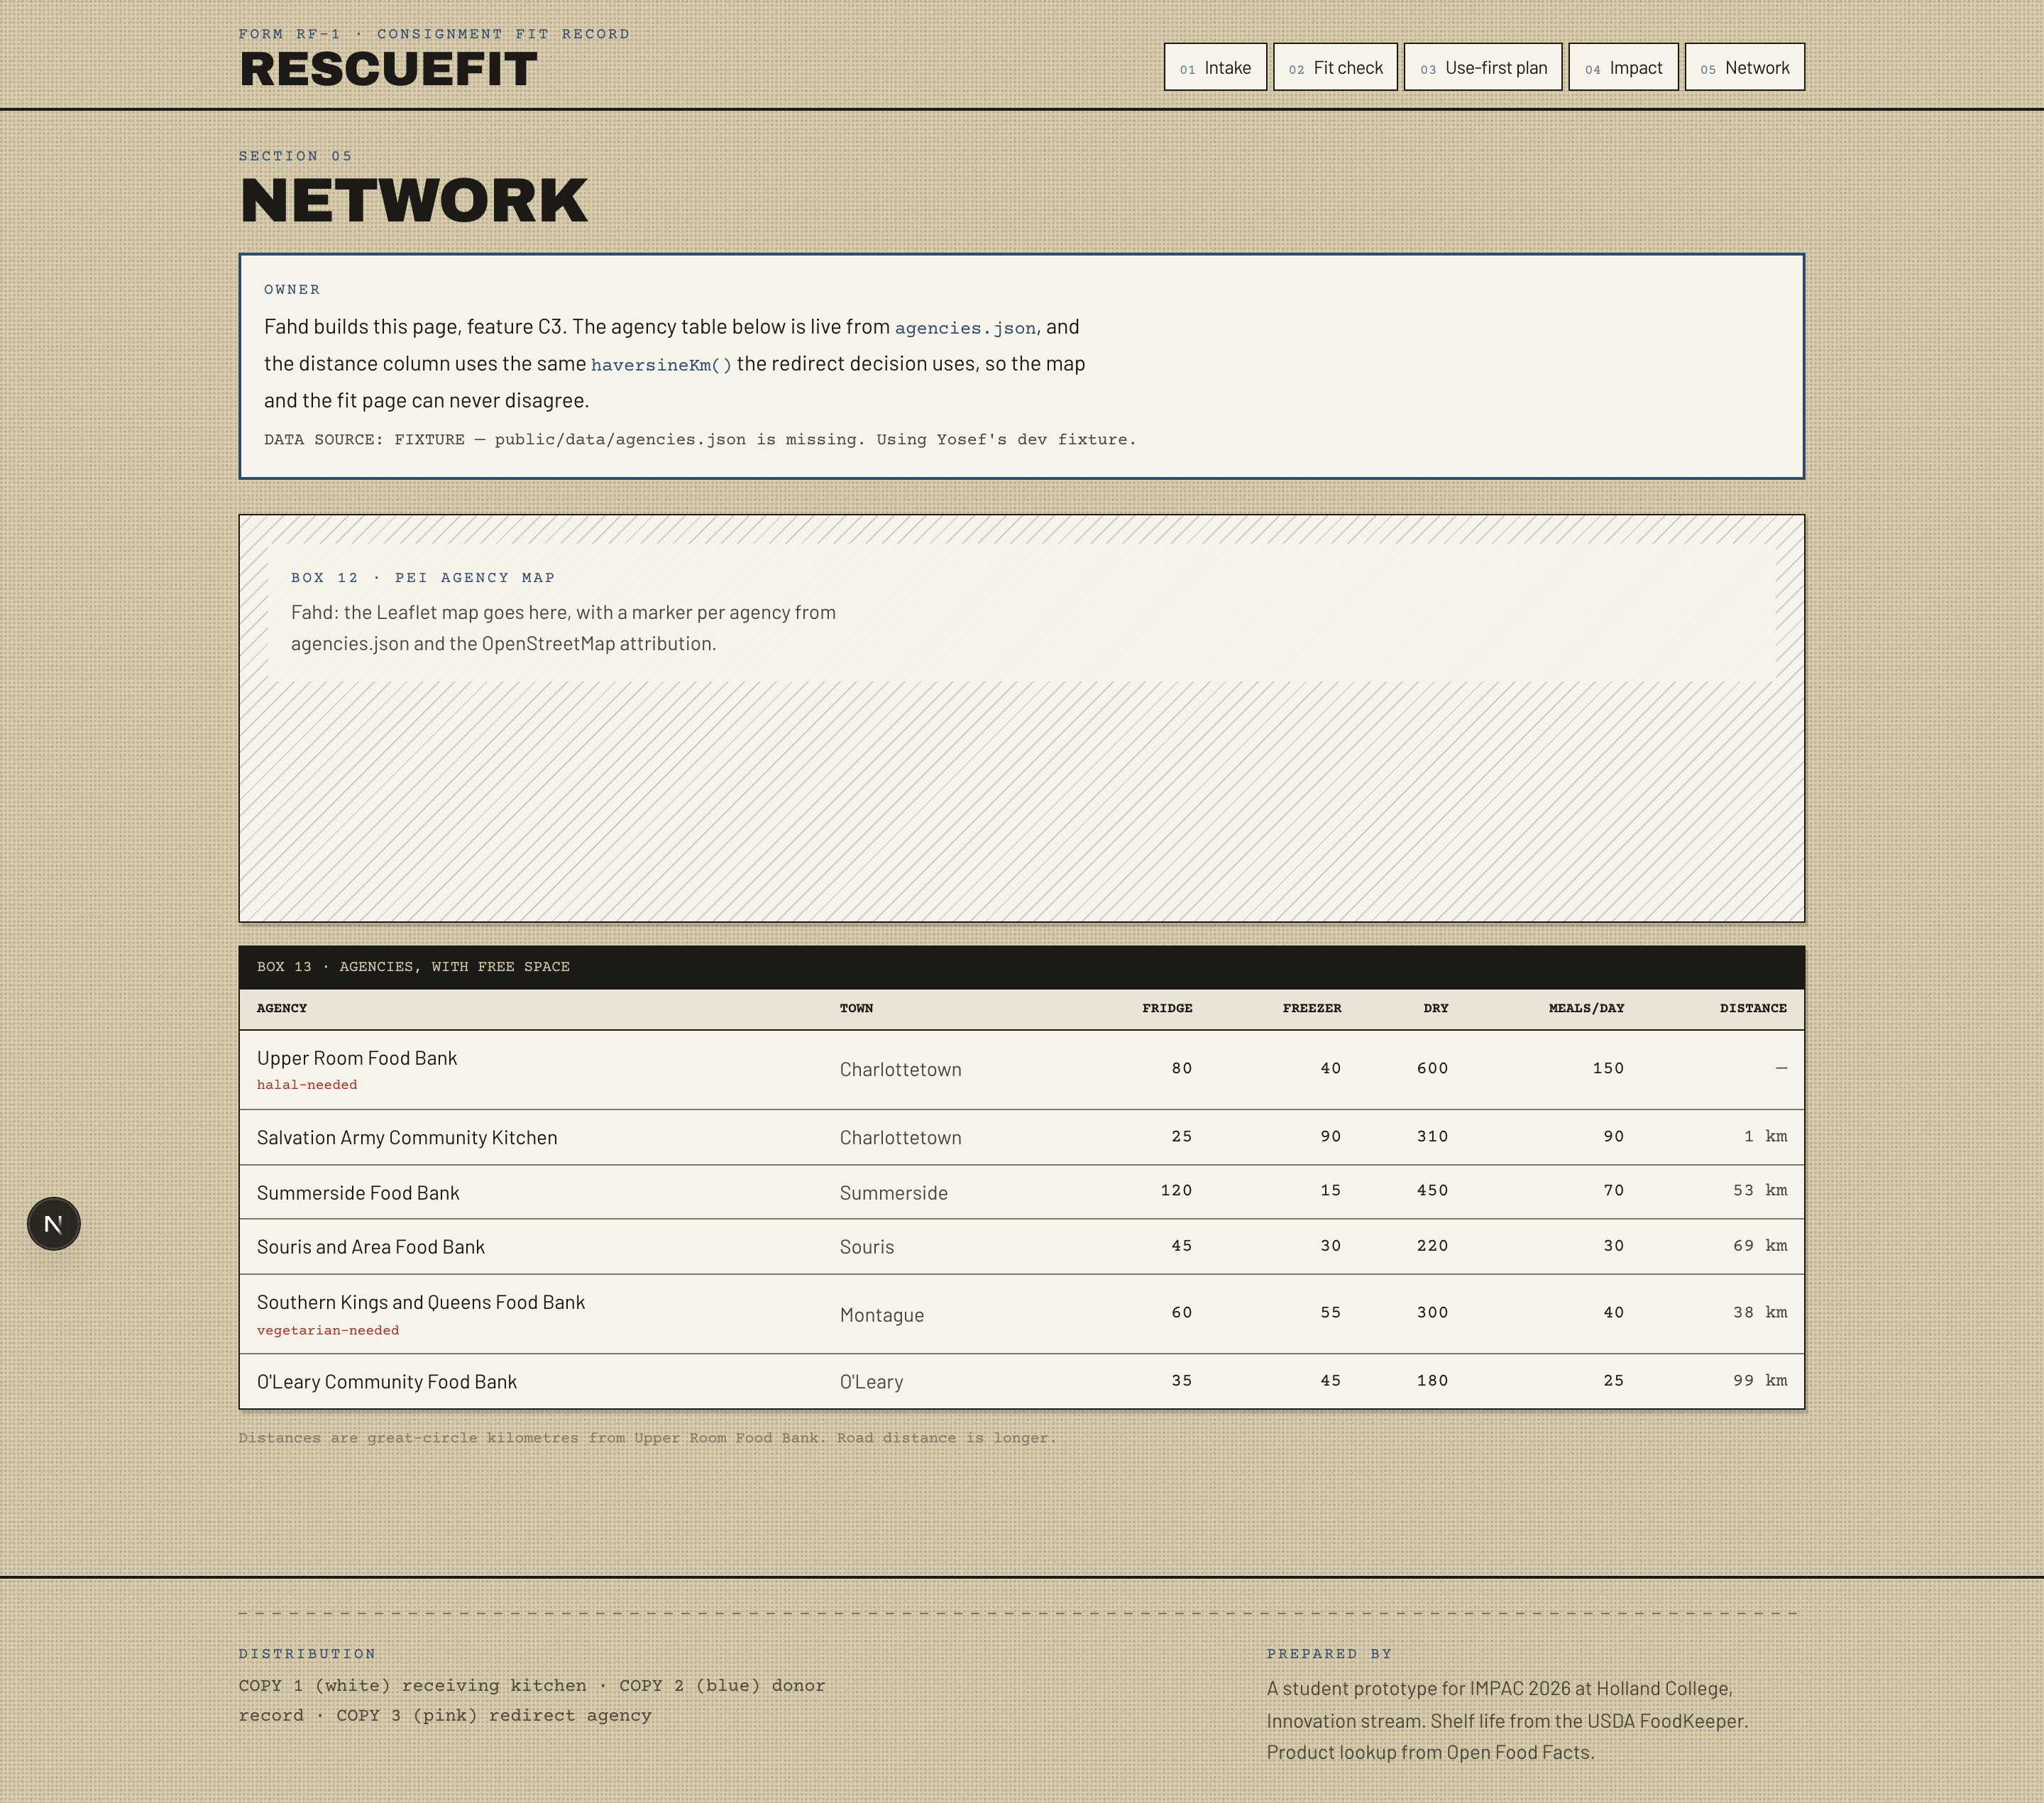 FORM RF-1 · CONSIGNMENT FIT RECORD
RESCUEFIT
01 Intake
02 Fit check
03 Use-first plan
04 Impact
05 Network
SECTION 05
NETWORK
OWNER
Fahd builds this page, feature C3. The agency table below is live from agencies.json, and
the distance column uses the same haversineKm() the redirect decision uses, so the map
and the fit page can never disagree.
DATA SOURCE: FIXTURE — public/data/agencies.json is missing. Using Yosef's dev fixture.
BOX 12 · PEI AGENCY MAP
Fahd: the Leaflet map goes here, with a marker per agency from
agencies.json and the OpenStreetMap attribution.
BOX 13 · AGENCIES, WITH FREE SPACE
AGENCY TOWN FRIDGE FREEZER DRY MEALS/DAY DISTANCE
Upper Room Food Bank Charlottetown 80 40 600 150 —
halal-needed
Salvation Army Community Kitchen Charlottetown 25 90 310 90 1 km
Summerside Food Bank Summerside 120 15 450 70 53 km
Souris and Area Food Bank Souris 45 30 220 30 69 km
Southern Kings and Queens Food Bank Montague 60 55 300 40 38 km
vegetarian-needed
O'Leary Community Food Bank O'Leary 35 45 180 25 99 km
Distances are great-circle kilometres from Upper Room Food Bank. Road distance is longer.
N
DISTRIBUTION
COPY 1 (white) receiving kitchen · COPY 2 (blue) donor
record · COPY 3 (pink) redirect agency
PREPARED BY
A student prototype for IMPAC 2026 at Holland College,
Innovation stream. Shelf life from the USDA FoodKeeper.
Product lookup from Open Food Facts.